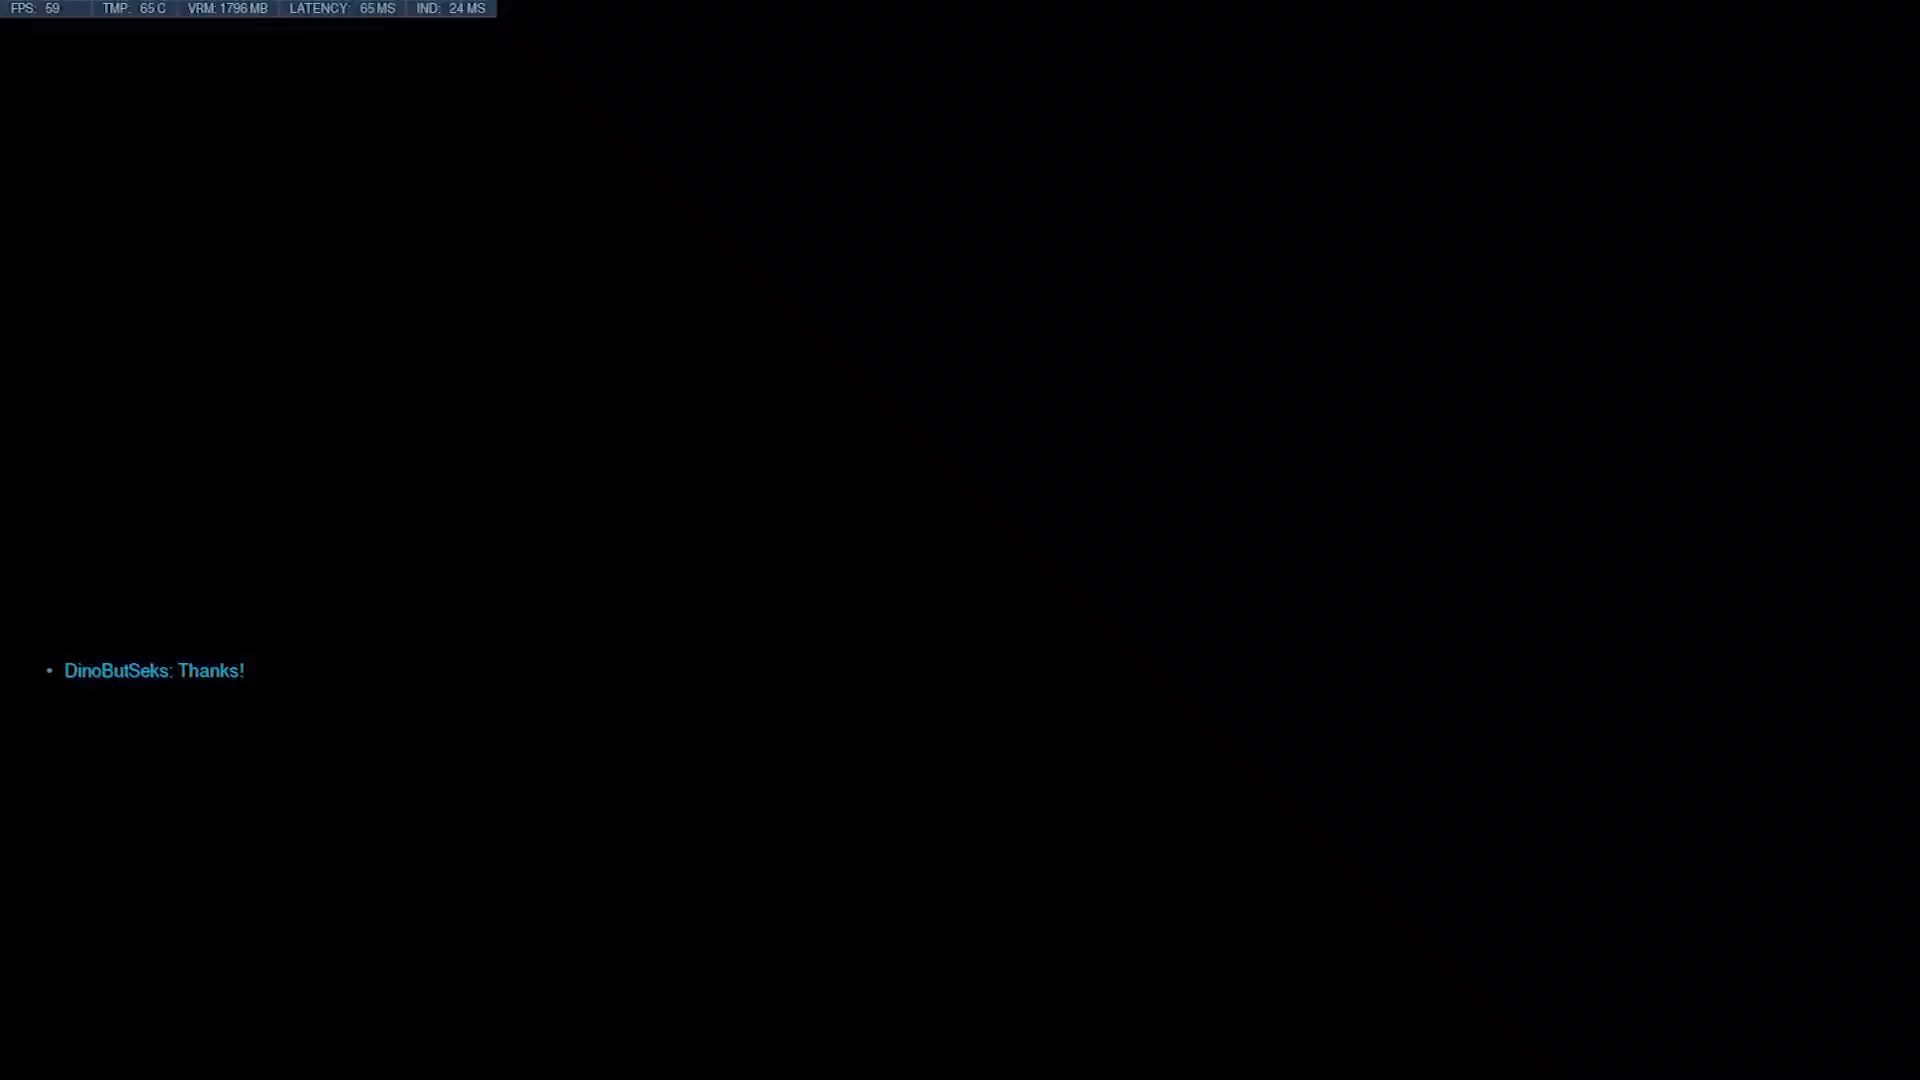 FPS: 59 TMP: 65 C VRM: 1796 MB LATENCY: 65 MS IND: 24 MS
• DinoButSeks: Thanks!